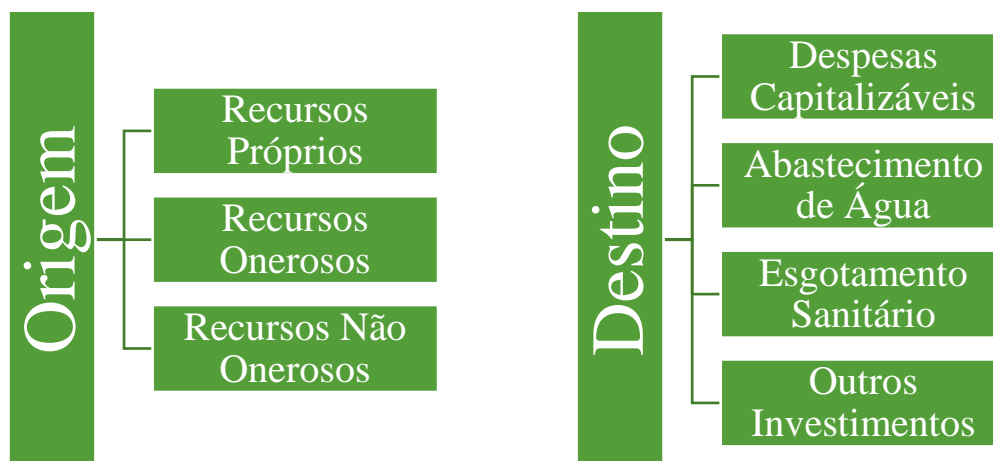 Origem
Recursos
Próprios
Recursos
Onerosos
Recursos Não
Onerosos
Destino
Despesas
Capitalizáveis
Abastecimento
de Água
Esgotamento
Sanitário
Outros
Investimentos